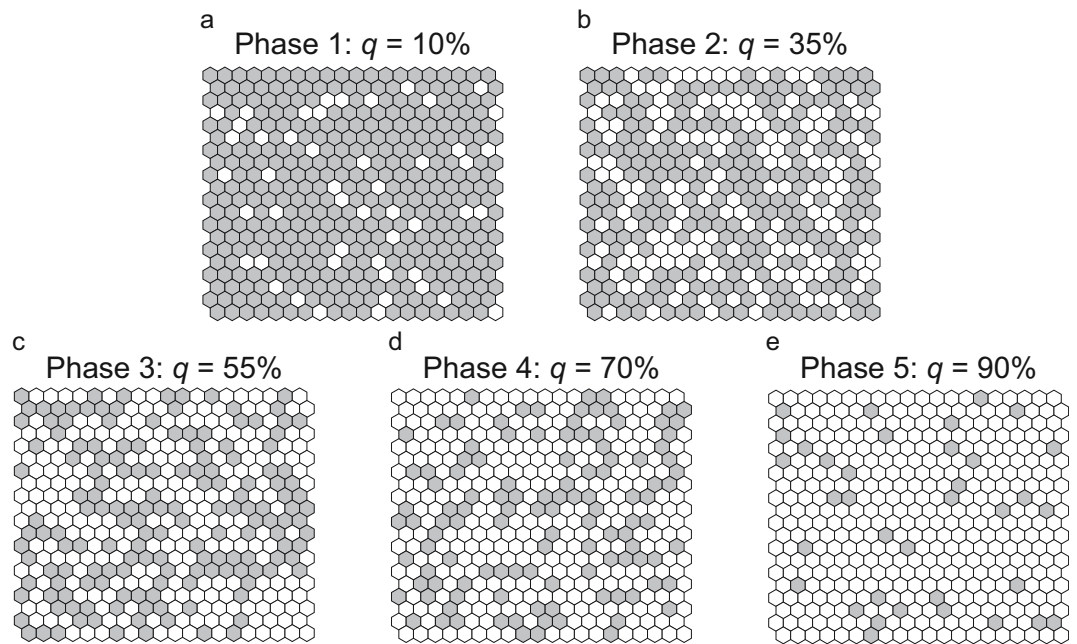 a
Phase 1: q = 10%
b
Phase 2: q = 35%
c
Phase 3: q = 55%
d
Phase 4: q = 70%
e
Phase 5: q = 90%